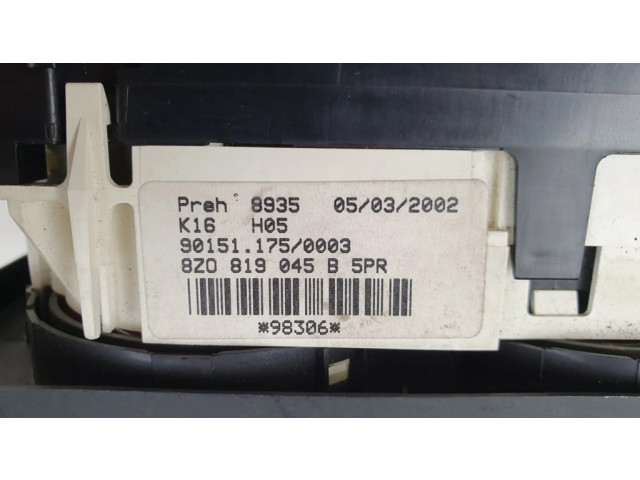 Preh 8935 05/03/2002
K16 H05
90151.175/0003
8Z0 819 045 B 5PR
*98306*